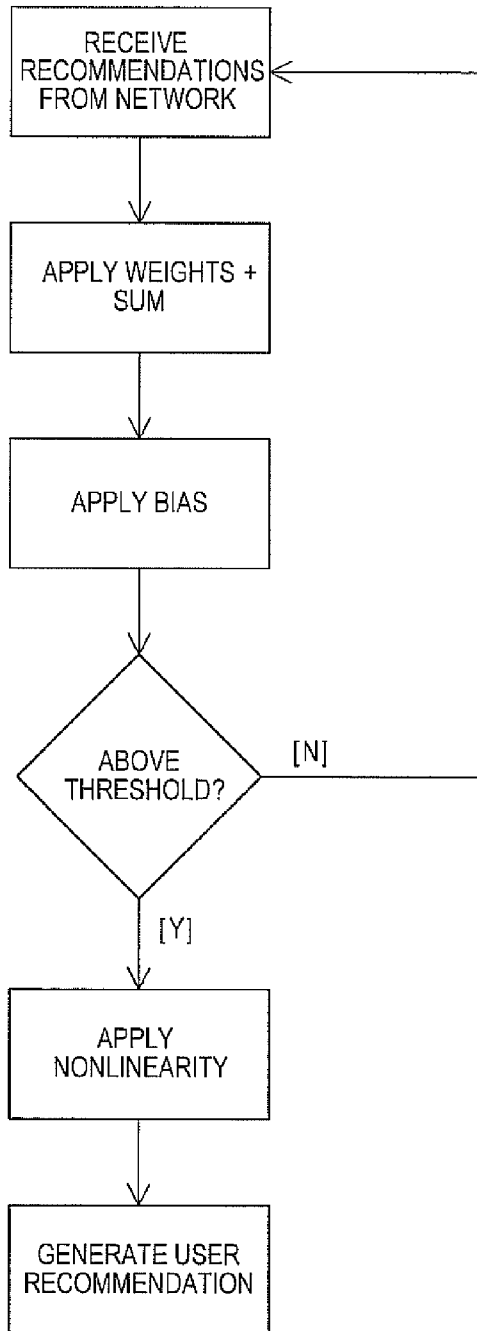 RECEIVE
RECOMMENDATIONS
FROM NETWORK
APPLY WEIGHTS +
SUM
APPLY BIAS
ABOVE
THRESHOLD?
[N]
[Y]
APPLY
NONLINEARITY
GENERATE USER
RECOMMENDATION